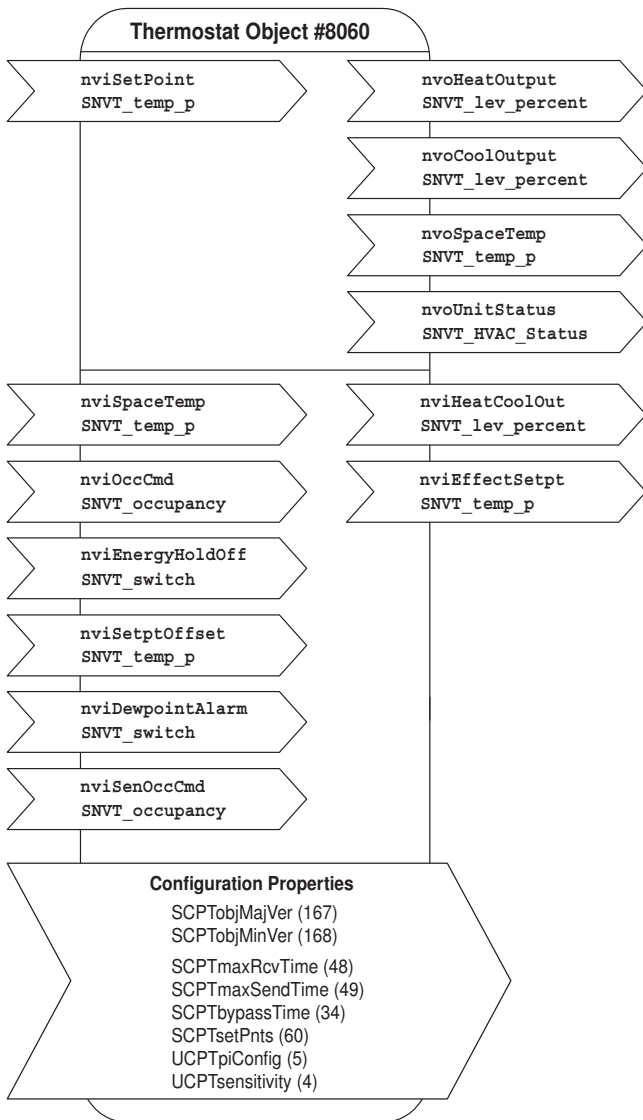 Thermostat Object #8060
nviSetPoint
SNVT_temp_p
nvoHeatOutput
SNVT_lev_percent
nvoCoolOutput
SNVT_lev_percent
nvoSpaceTemp
SNVT_temp_p
nvoUnitStatus
SNVT_HVAC_Status
nviSpaceTemp
SNVT_temp_p
nviHeatCoolOut
SNVT_lev_percent
nviOccCmd
SNVT_occupancy
nviEffectSetpt
SNVT_temp_p
nviEnergyHoldOff
SNVT_switch
nviSetptOffset
SNVT_temp_p
nviDewpointAlarm
SNVT_switch
nviSenOccCmd
SNVT_occupancy
Configuration Properties
SCPTobjMajVer (167)
SCPTobjMinVer (168)
SCPTmaxRcvTime (48)
SCPTmaxSendTime (49)
SCPTbypassTime (34)
SCPTsetPnts (60)
UCPTpiConfig (5)
UCPTsensitivity (4)